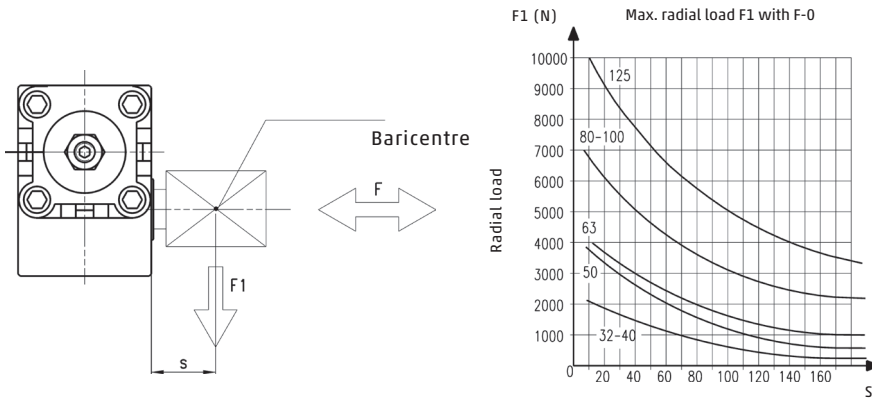 Baricentre
F
F1
s
F1 (N)
Max. radial load F1 with F-0
Radial load
10000
9000
8000
7000
6000
5000
4000
3000
2000
1000
0
125
80-100
63
50
32-40
20 40 60 80 100 120 140 160
S